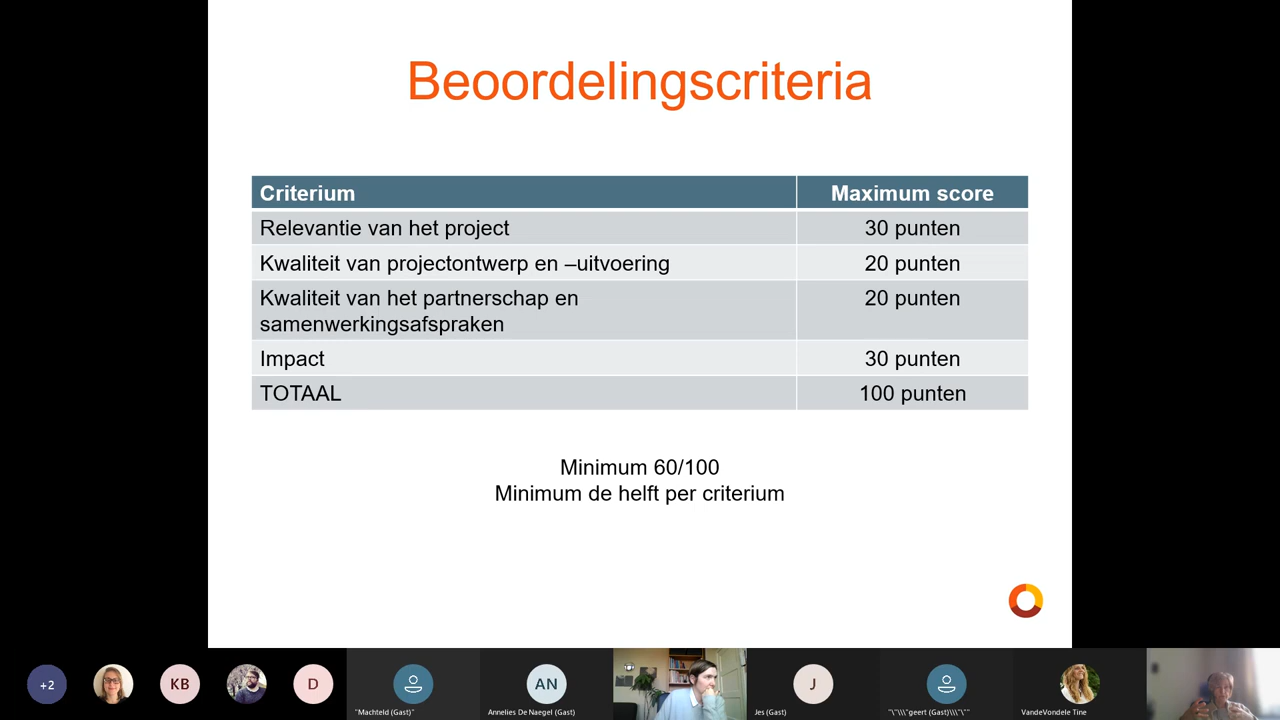 Beoordelingscriteria
Criterium Maximum score
Relevantie van het project 30 punten
Kwaliteit van projectontwerp en –uitvoering 20 punten
Kwaliteit van het partnerschap en 20 punten
samenwerkingsafspraken
Impact 30 punten
TOTAAL 100 punten
Minimum 60/100
Minimum de helft per criterium
+2 KB D AN J
"Machteld (Gast)" Annelies De Naegel (Gast) Jes (Gast) "\"\\\"geert (Gast)\\\"\"" VandeVondele Tine